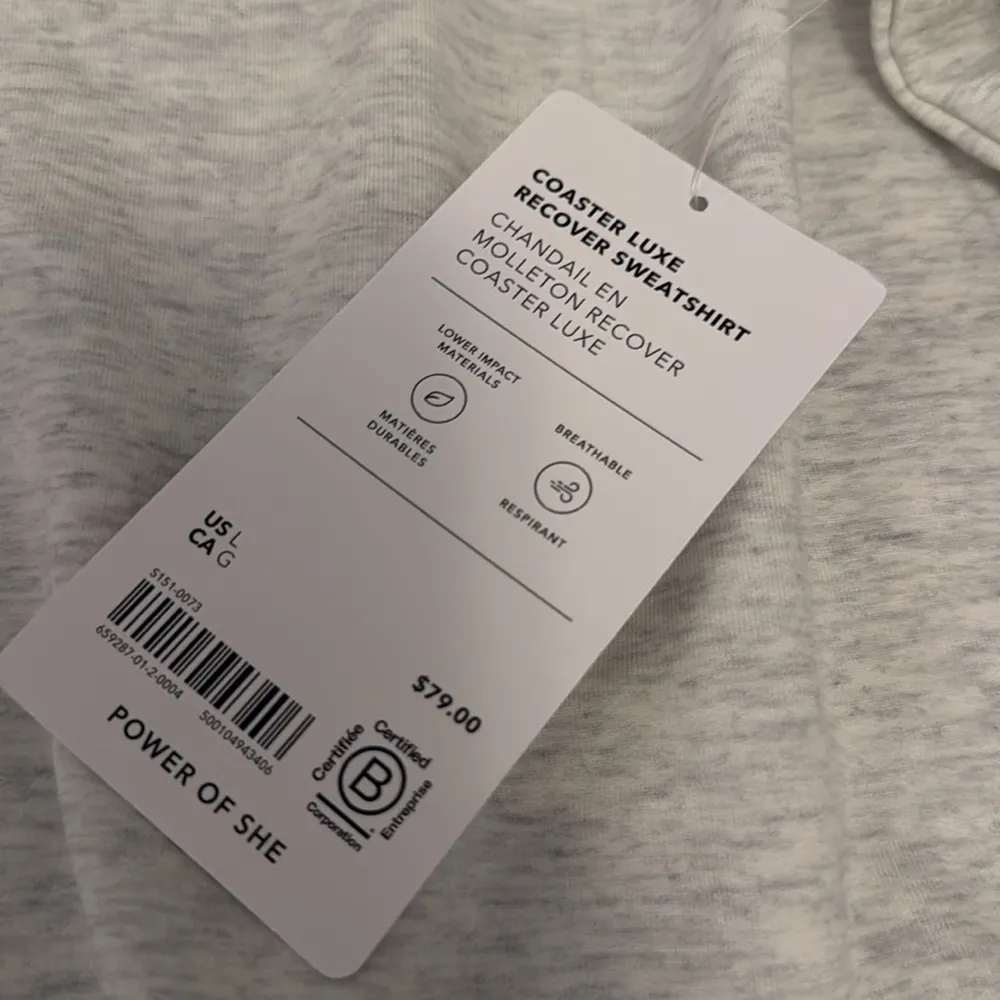 COASTER LUXE
RECOVER SWEATSHIRT
CHANDAIL EN
MOLLETON RECOVER
COASTER LUXE
LOWER IMPACT
MATERIALS
MATIÈRES
DURABLES
BREATHABLE
RESPIRANT
US L
CA G
S151-0073
659287-01-2-0004
500104943406
$79.00
POWER OF SHE
Certified
Certifiée
B
Corporation
Entreprise